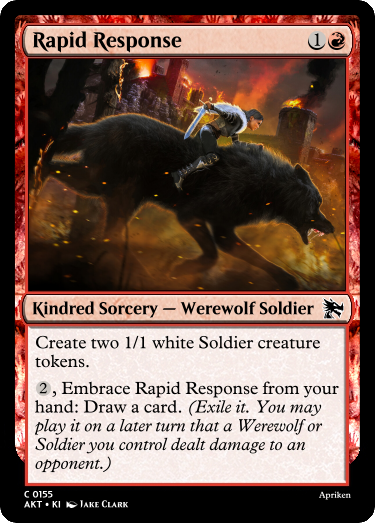 Rapid Response 1
Kindred Sorcery — Werewolf Soldier
Create two 1/1 white Soldier creature
tokens.
2, Embrace Rapid Response from your
hand: Draw a card. (Exile it. You may
play it on a later turn that a Werewolf or
Soldier you control dealt damage to an
opponent.)
C 0155
AKT • KI Jake Clark
Apriken